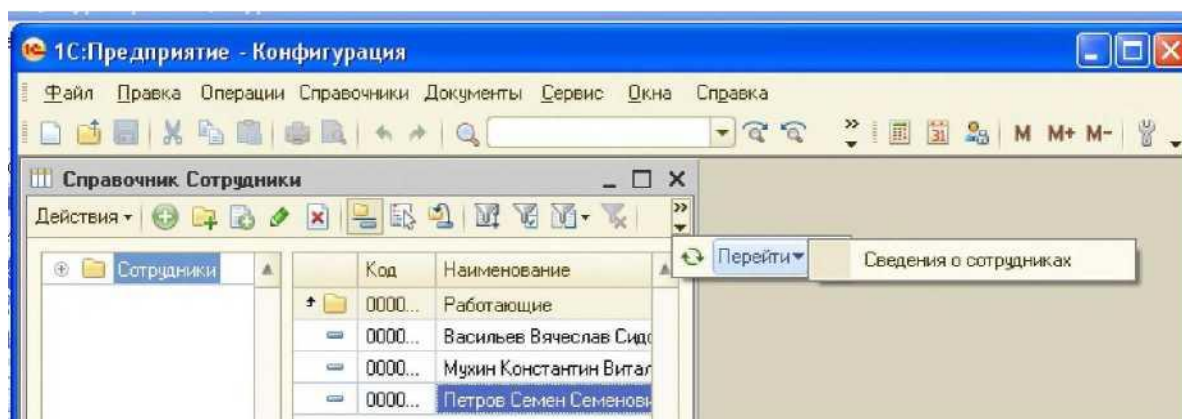 1С:Предприятие - Конфигурация
Файл Правка Операции Справочники Документы Сервис Окна Справка
31 M M+ M-
Справочник Сотрудники
Действия
Перейти Сведения о сотрудниках
Сотрудники Код Наименование
0000... Работающие
0000... Васильев Вячеслав Сидо
0000... Мухин Константин Витал
0000... Петров Семен Семенови